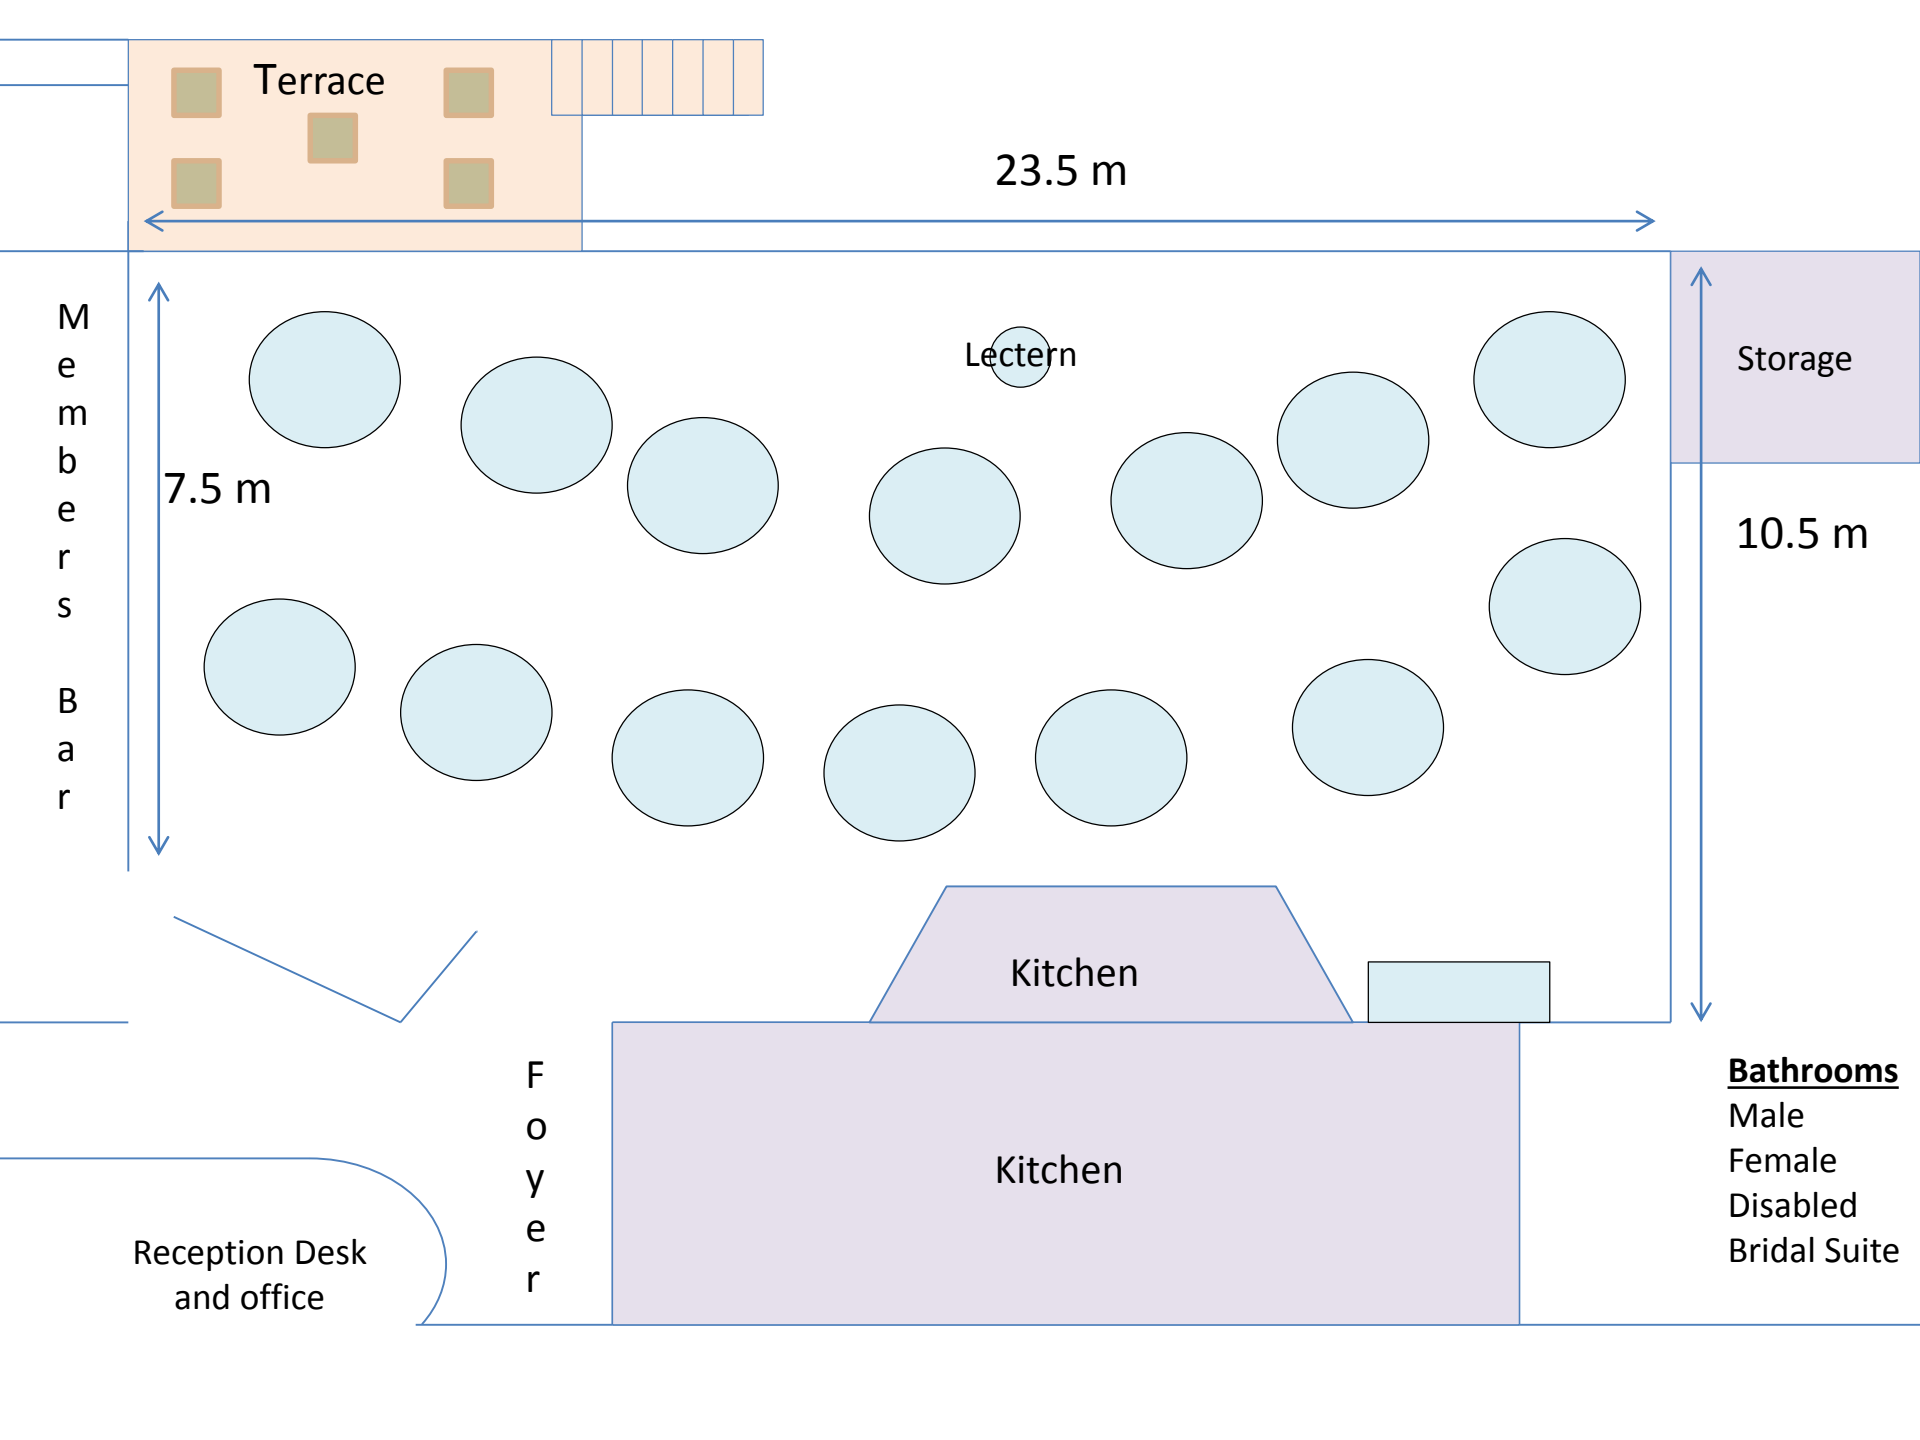 Terrace
23.5 m
Members Bar
Lectern
Storage
7.5 m
10.5 m
Kitchen
Foyer
Kitchen
Bathrooms
Male
Female
Disabled
Bridal Suite
Reception Desk
and office